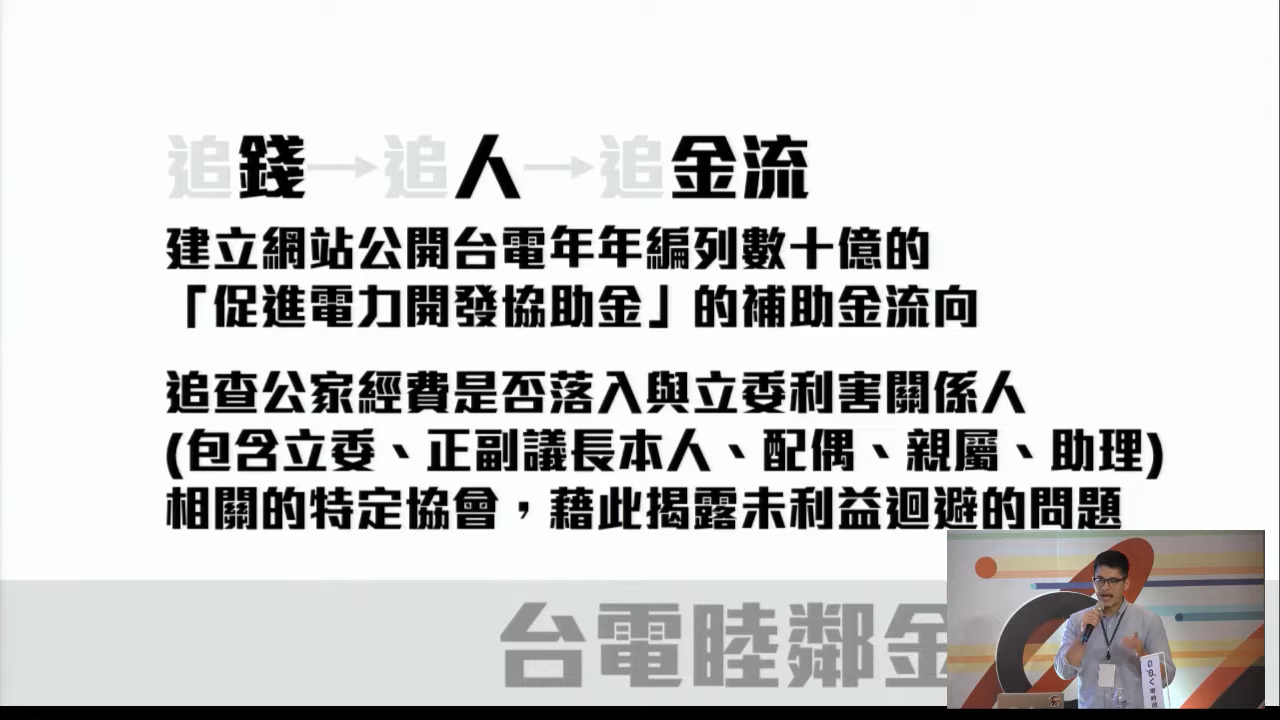 追錢→追人→追金流
建立網站公開台電年年編列數十億的
「促進電力開發協助金」的補助金流向
追查公家經費是否落入與立委利害關係人
(包含立委、正副議長本人、配偶、親屬、助理)
相關的特定協會，藉此揭露未利益迴避的問題
台電睦鄰金